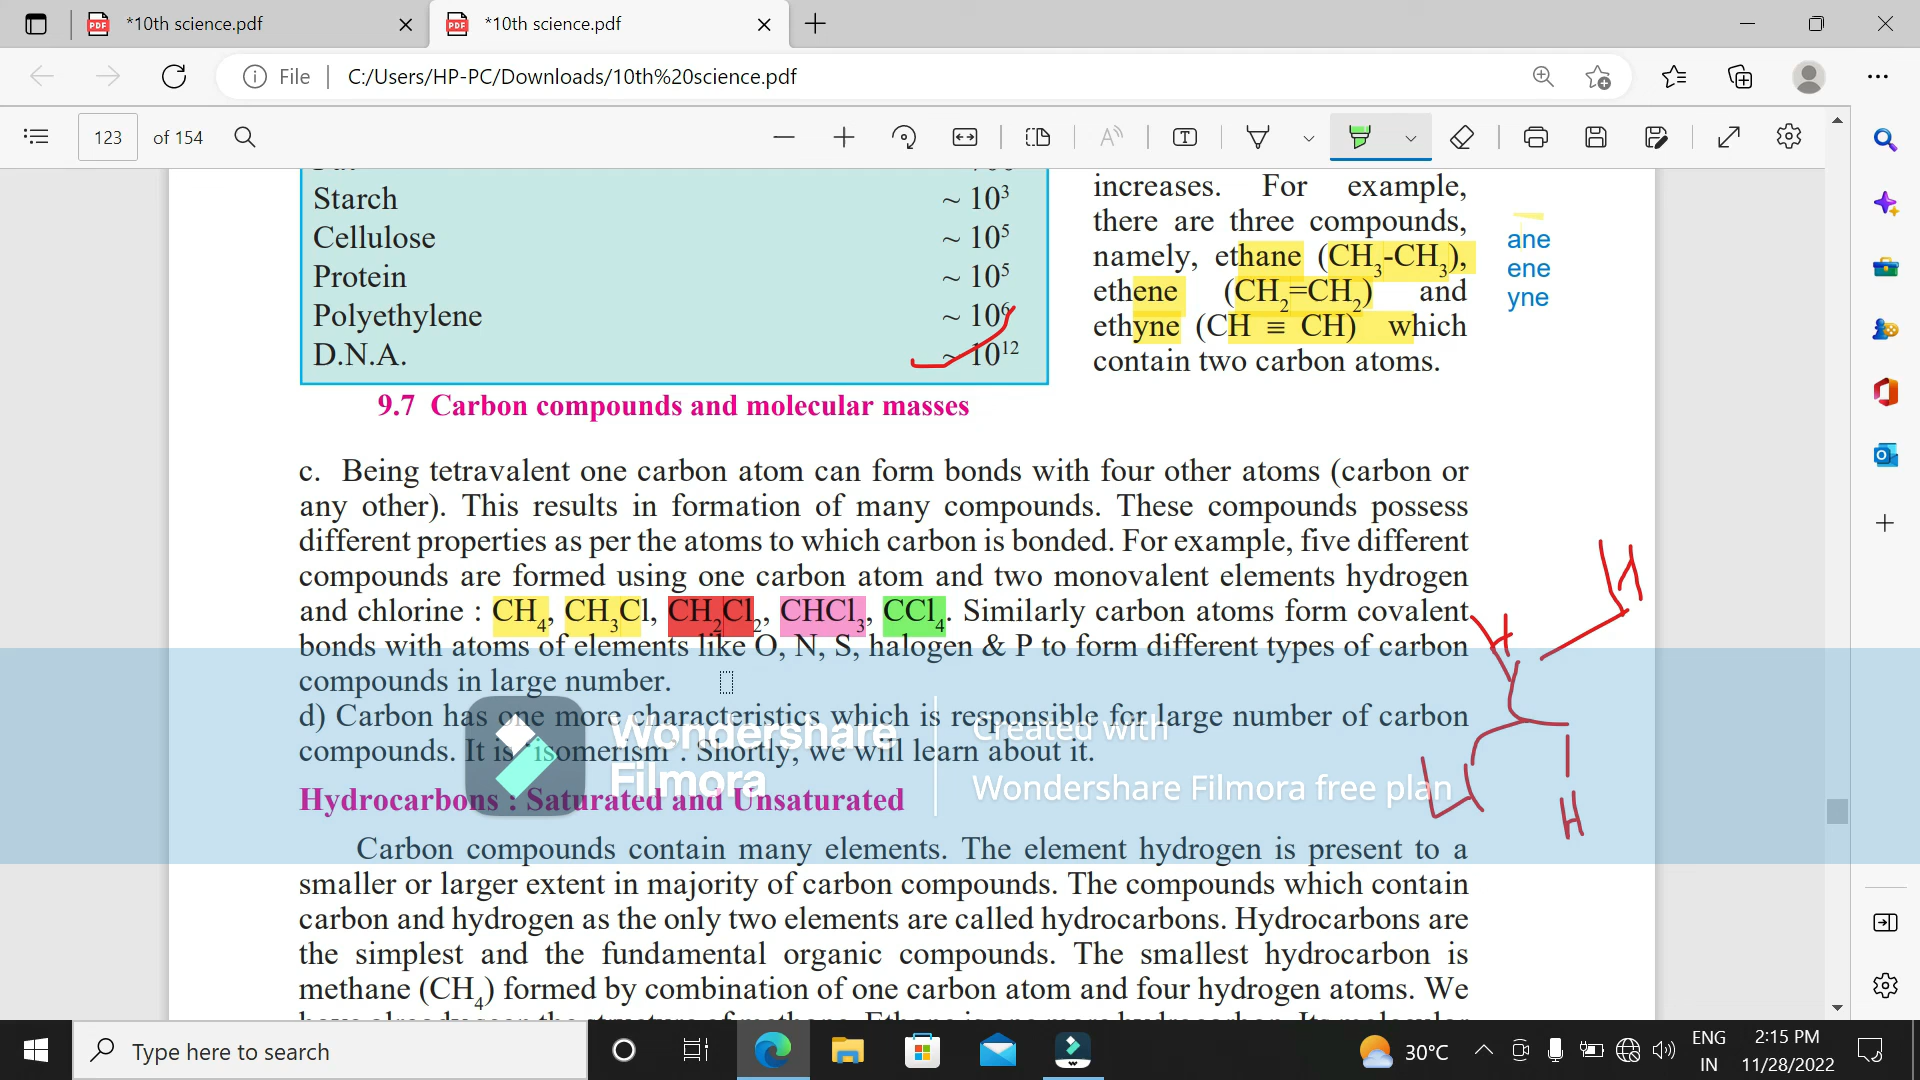 *10th science.pdf
*10th science.pdf
File
C:/Users/HP-PC/Downloads/10th%20science.pdf
123 of 154
Starch ~ 10³
Cellulose ~ 10⁵
Protein ~ 10⁵
Polyethylene ~ 10⁶
D.N.A. ~ 10¹²
9.7 Carbon compounds and molecular masses
increases. For example,
there are three compounds,
namely, ethane (CH₃-CH₃),
ethene (CH₂=CH₂) and
ethyne (CH ≡ CH) which
contain two carbon atoms.
ane
ene
yne
c. Being tetravalent one carbon atom can form bonds with four other atoms (carbon or
any other). This results in formation of many compounds. These compounds possess
different properties as per the atoms to which carbon is bonded. For example, five different
compounds are formed using one carbon atom and two monovalent elements hydrogen
and chlorine : CH₄, CH₃Cl, CH₂Cl₂, CHCl₃, CCl₄. Similarly carbon atoms form covalent
bonds with atoms of elements like O, N, S, halogen & P to form different types of carbon
compounds in large number.
d) Carbon has one more characteristics which is responsible for large number of carbon
compounds. It is 'isomerism'. Shortly, we will learn about it.
Hydrocarbons : Saturated and Unsaturated
Carbon compounds contain many elements. The element hydrogen is present to a
smaller or larger extent in majority of carbon compounds. The compounds which contain
carbon and hydrogen as the only two elements are called hydrocarbons. Hydrocarbons are
the simplest and the fundamental organic compounds. The smallest hydrocarbon is
methane (CH₄) formed by combination of one carbon atom and four hydrogen atoms. We
H
H
H
Wondershare
Filmora
Created with
Wondershare Filmora free plan
Type here to search
30°C
ENG
IN
2:15 PM
11/28/2022